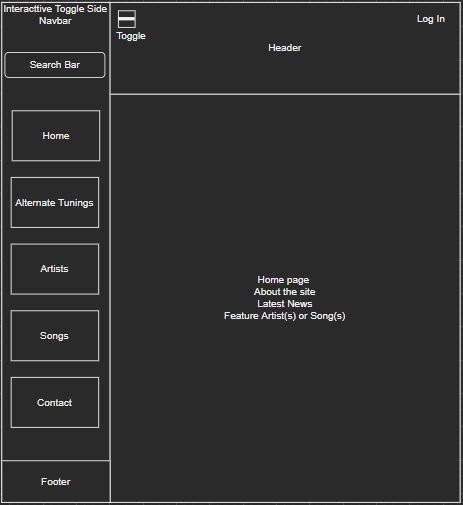 Interacttive Toggle Side
Navbar
Search Bar
Home
Alternate Tunings
Artists
Songs
Contact
Footer
Toggle
Header
Log In
Home page
About the site
Latest News
Feature Artist(s) or Song(s)